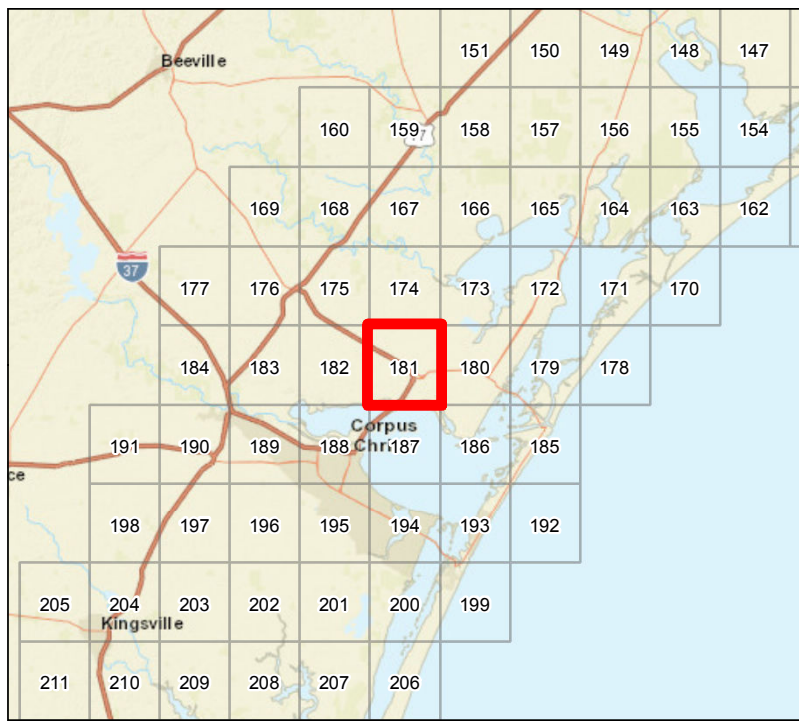 151 150 149 148 147
Beeville
160 159 158 157 156 155 154
7
169 168 167 166 165 164 163 162
37
177 176 175 174 173 172 171 170
184 183 182 181 180 179 178
Corpus
191 190 189 188 Chri 187 186 185
ce
198 197 196 195 194 193 192
205 204 203 202 201 200 199
Kingsville
211 210 209 208 207 206